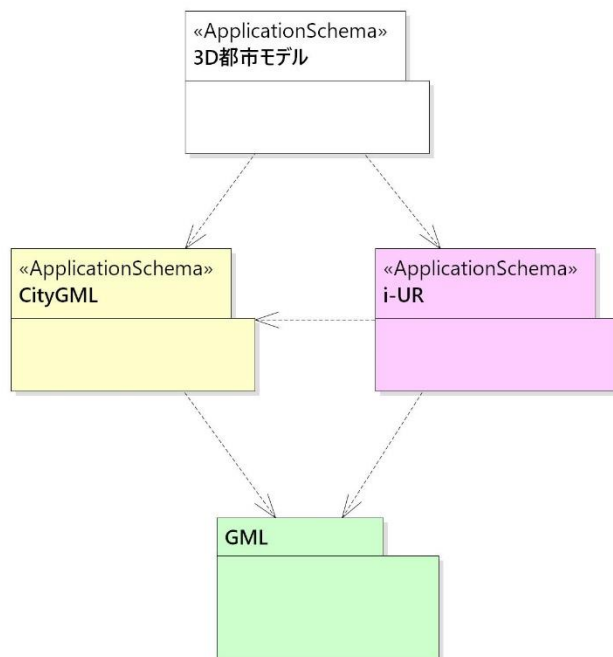 «ApplicationSchema»
3D都市モデル
«ApplicationSchema»
CityGML
«ApplicationSchema»
i-UR
GML